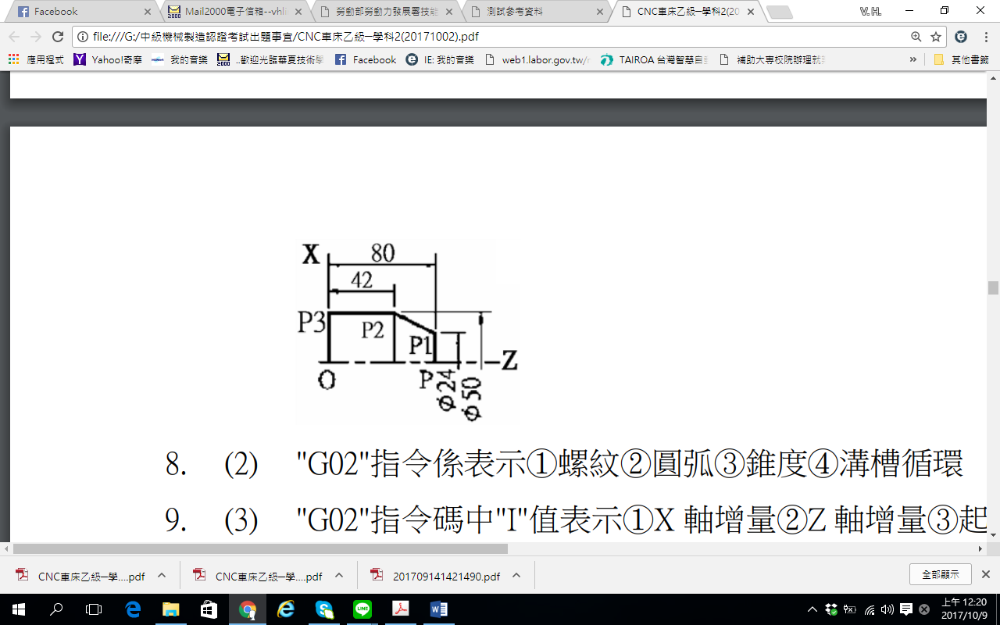 Facebook
Mail2000電子信箱--vhli
勞動部勞動力發展署技能
測試參考資料
CNC車床乙級─學科2(20
V.H.
file:///G:/中級機械製造認證考試出題事宜/CNC車床乙級─學科2(20171002).pdf
應用程式
Yahoo!奇摩
我的音樂
..歡迎光臨華夏技術學
Facebook
IE: 我的音樂
web1.labor.gov.tw/
TAIROA 台灣智慧自
補助大專校院辦理就
»
其他書籤
X
80
42
P3
P2
P1
Z
O
P
φ24
φ50
8. (2) "G02"指令係表示①螺紋②圓弧③錐度④溝槽循環
9. (3) "G02"指令碼中"I"值表示①X 軸增量②Z 軸增量③起
CNC車床乙級─學....pdf
CNC車床乙級─學....pdf
201709141421490.pdf
全部顯示
上午 12:20
2017/10/9